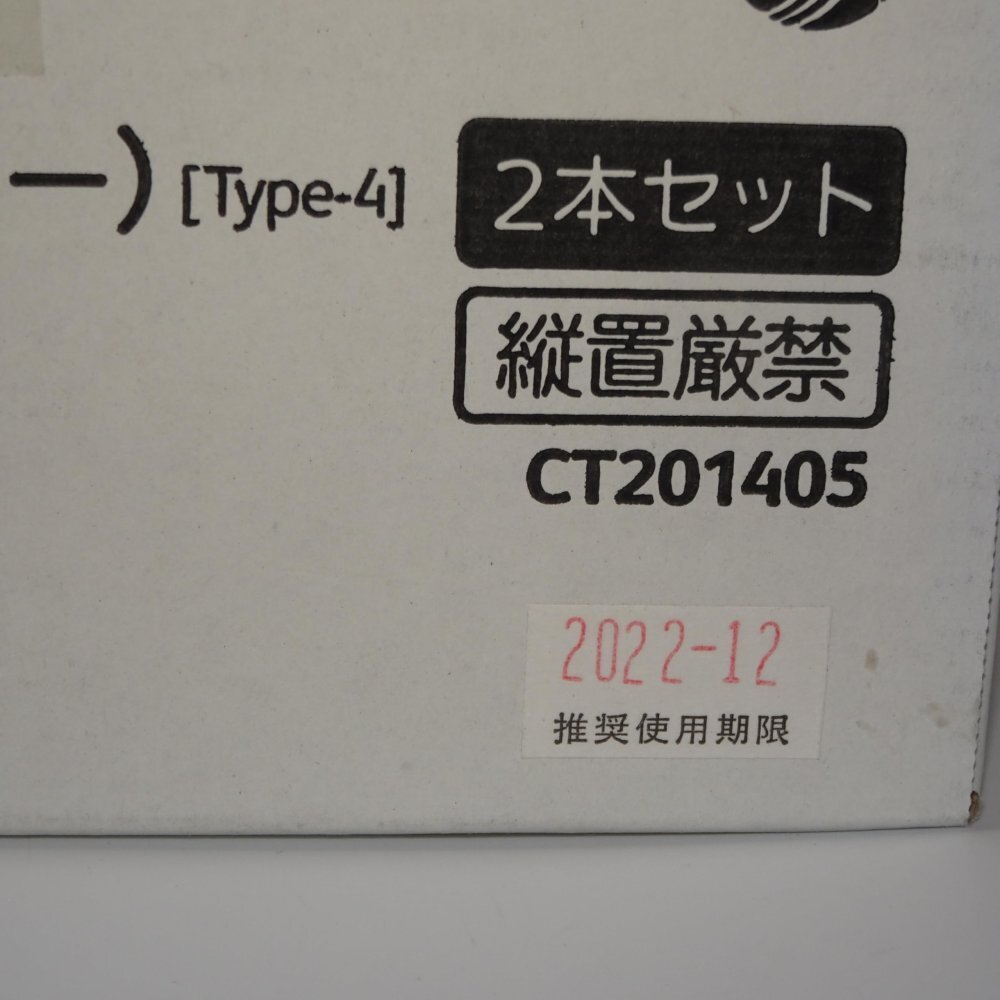 ー) [Type-4]
2本セット
縦置厳禁
CT201405
2022-12
推奨使用期限